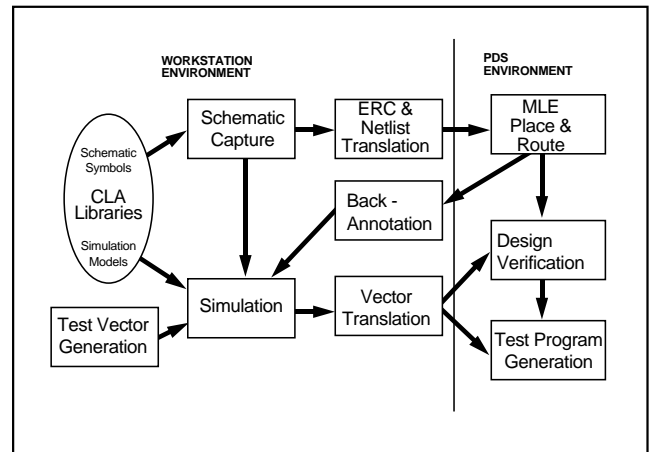 WORKSTATION
ENVIRONMENT
PDS
ENVIRONMENT
Schematic
Capture
ERC &
Netlist
Translation
MLE
Place &
Route
Schematic
Symbols
CLA
Libraries
Simulation
Models
Back -
Annotation
Design
Verification
Simulation
Vector
Translation
Test Vector
Generation
Test Program
Generation